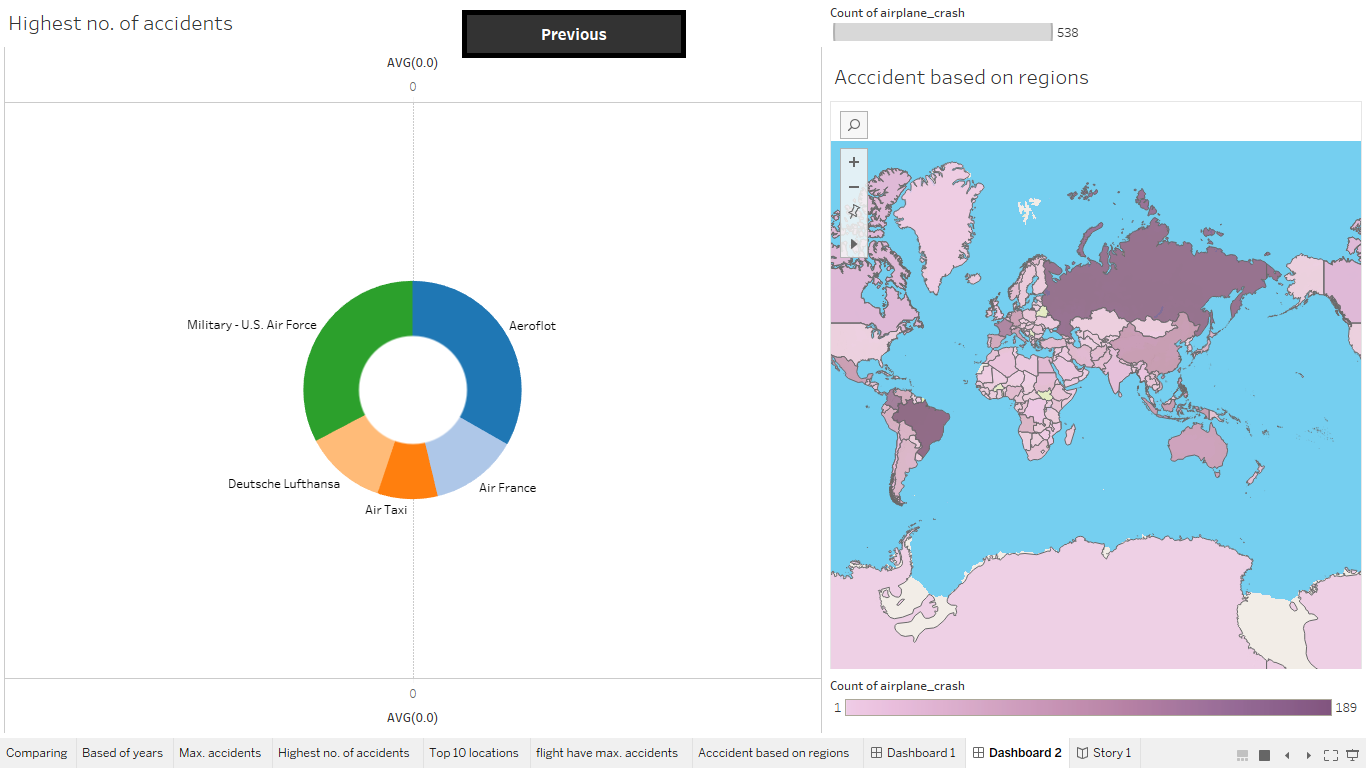 Highest no. of accidents
Previous
AVG(0.0)
0
Military - U.S. Air Force
Aeroflot
Deutsche Lufthansa
Air France
Air Taxi
0
AVG(0.0)
Count of airplane_crash
538
Acccident based on regions
+
−
Count of airplane_crash
1 189
Comparing Based of years Max. accidents Highest no. of accidents Top 10 locations flight have max. accidents Acccident based on regions Dashboard 1 Dashboard 2 Story 1